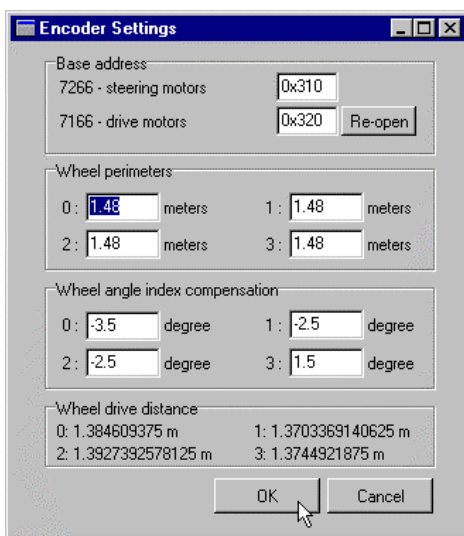 Encoder Settings
Base address
7266 - steering motors 0x310
7166 - drive motors 0x320 Re-open
Wheel perimeters
0 : 1.48 meters 1 : 1.48 meters
2 : 1.48 meters 3 : 1.48 meters
Wheel angle index compensation
0 : -3.5 degree 1 : -2.5 degree
2 : -2.5 degree 3 : 1.5 degree
Wheel drive distance
0: 1.384609375 m 1: 1.3703369140625 m
2: 1.3927392578125 m 3: 1.3744921875 m
OK Cancel